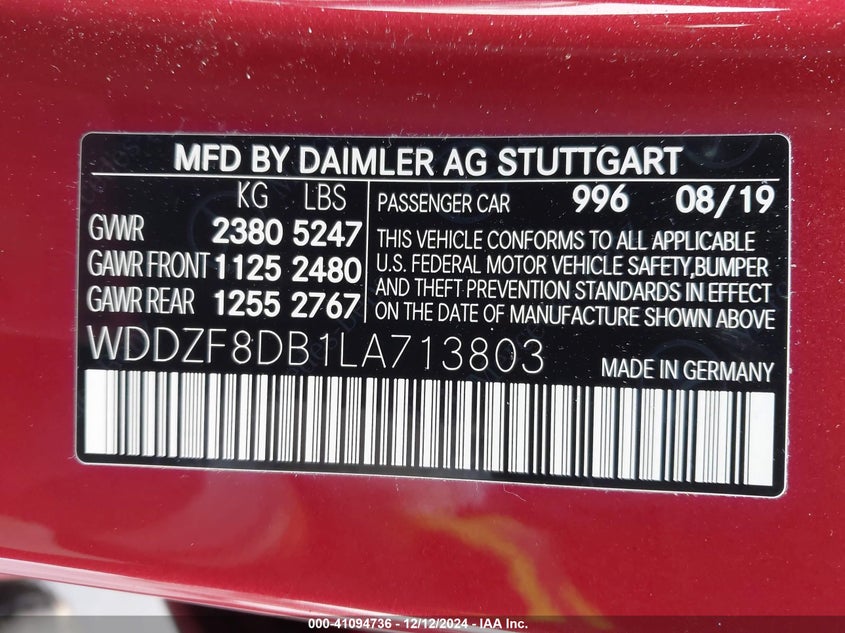 MFD BY DAIMLER AG STUTTGART
KG LBS
GVWR 2380 5247
GAWR FRONT 1125 2480
GAWR REAR 1255 2767
PASSENGER CAR 996 08/19
THIS VEHICLE CONFORMS TO ALL APPLICABLE
U.S. FEDERAL MOTOR VEHICLE SAFETY,BUMPER
AND THEFT PREVENTION STANDARDS IN EFFECT
ON THE DATE OF MANUFACTURE SHOWN ABOVE
WDDZF8DB1LA713803
MADE IN GERMANY
000-41094736 - 12/12/2024 - IAA Inc.